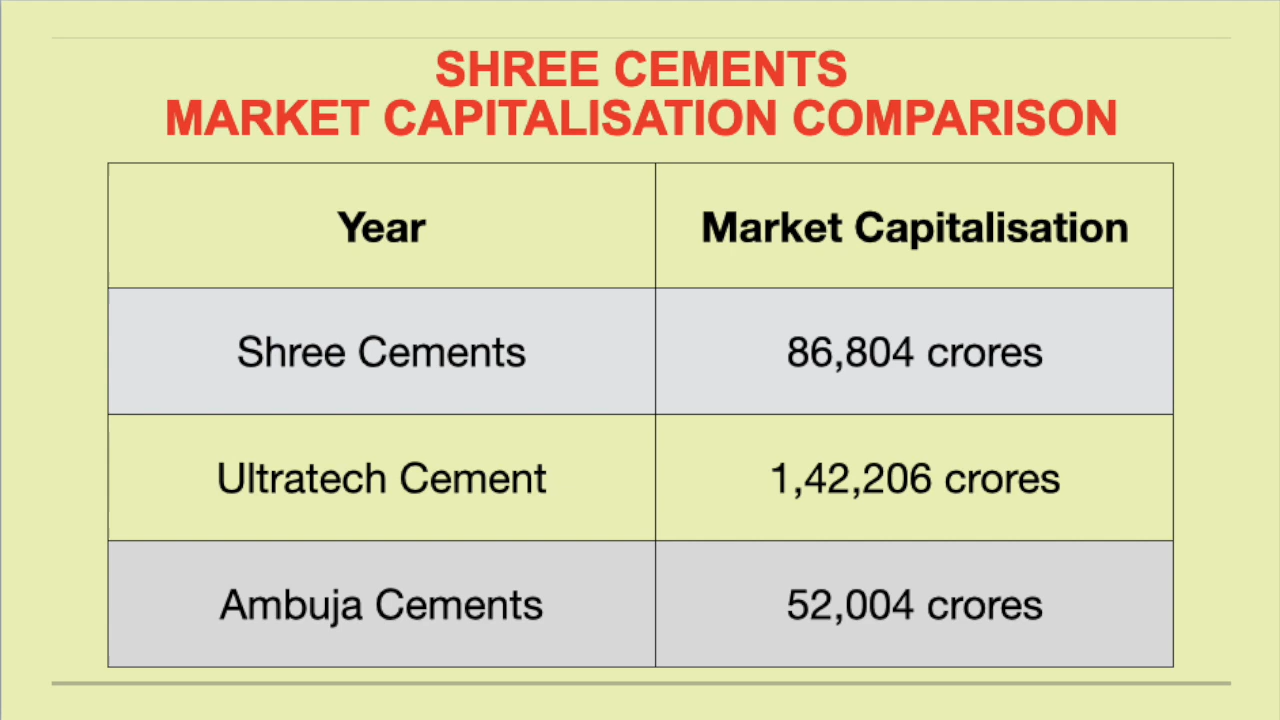 SHREE CEMENTS
MARKET CAPITALISATION COMPARISON
Year Market Capitalisation
Shree Cements 86,804 crores
Ultratech Cement 1,42,206 crores
Ambuja Cements 52,004 crores